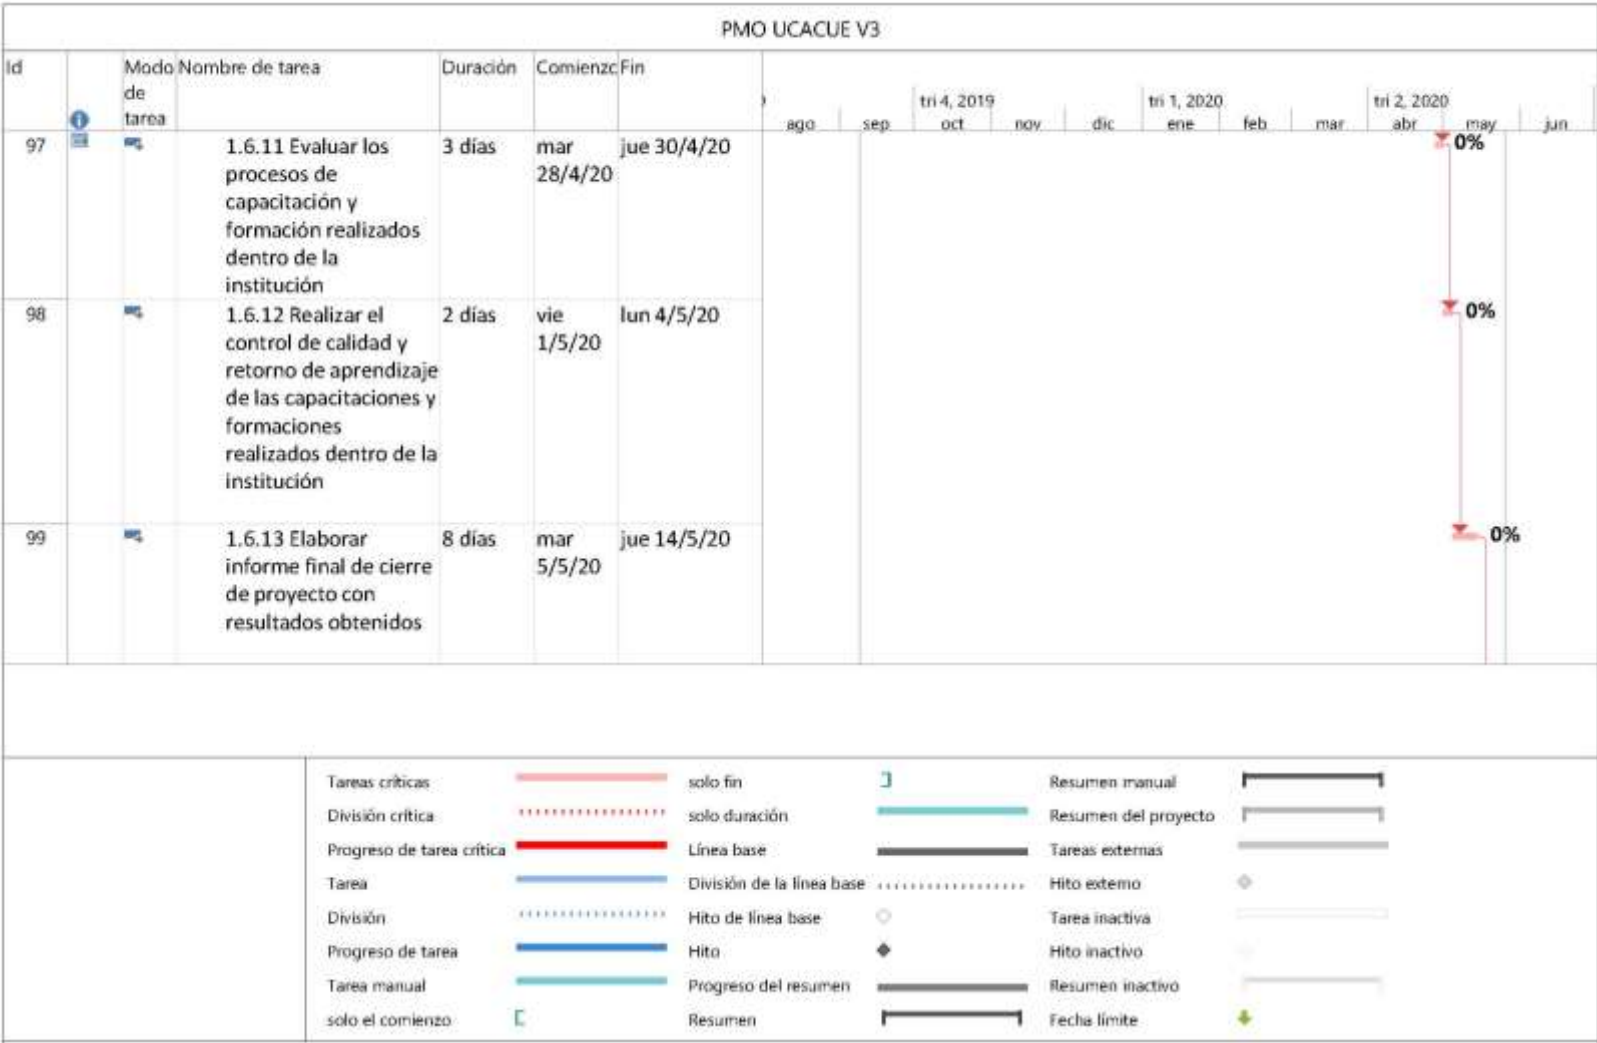 PMO UCACUE V3
Id
Modo de tarea
Nombre de tarea
Duración
Comienzo
Fin
tri 4, 2019
tri 1, 2020
tri 2, 2020
ago sep oct nov dic ene feb mar abr may jun
97
1.6.11 Evaluar los
procesos de
capacitación y
formación realizados
dentro de la
institución
3 días
mar
28/4/20
jue 30/4/20
0%
98
1.6.12 Realizar el
control de calidad y
retorno de aprendizaje
de las capacitaciones y
formaciones
realizados dentro de la
institución
2 días
vie
1/5/20
lun 4/5/20
0%
99
1.6.13 Elaborar
informe final de cierre
de proyecto con
resultados obtenidos
8 días
mar
5/5/20
jue 14/5/20
0%
Tareas críticas
División crítica
Progreso de tarea crítica
Tarea
División
Progreso de tarea
Tarea manual
solo el comienzo
solo fin
solo duración
Línea base
División de la línea base
Hito de línea base
Hito
Progreso del resumen
Resumen
Resumen manual
Resumen del proyecto
Tareas externas
Hito externo
Tarea inactiva
Hito inactivo
Resumen inactivo
Fecha límite